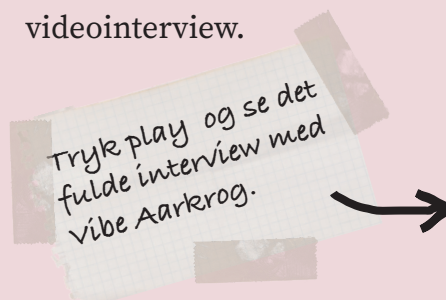 videointerview.
Tryk play og se det
fulde interview med
Vibe Aarkrog.